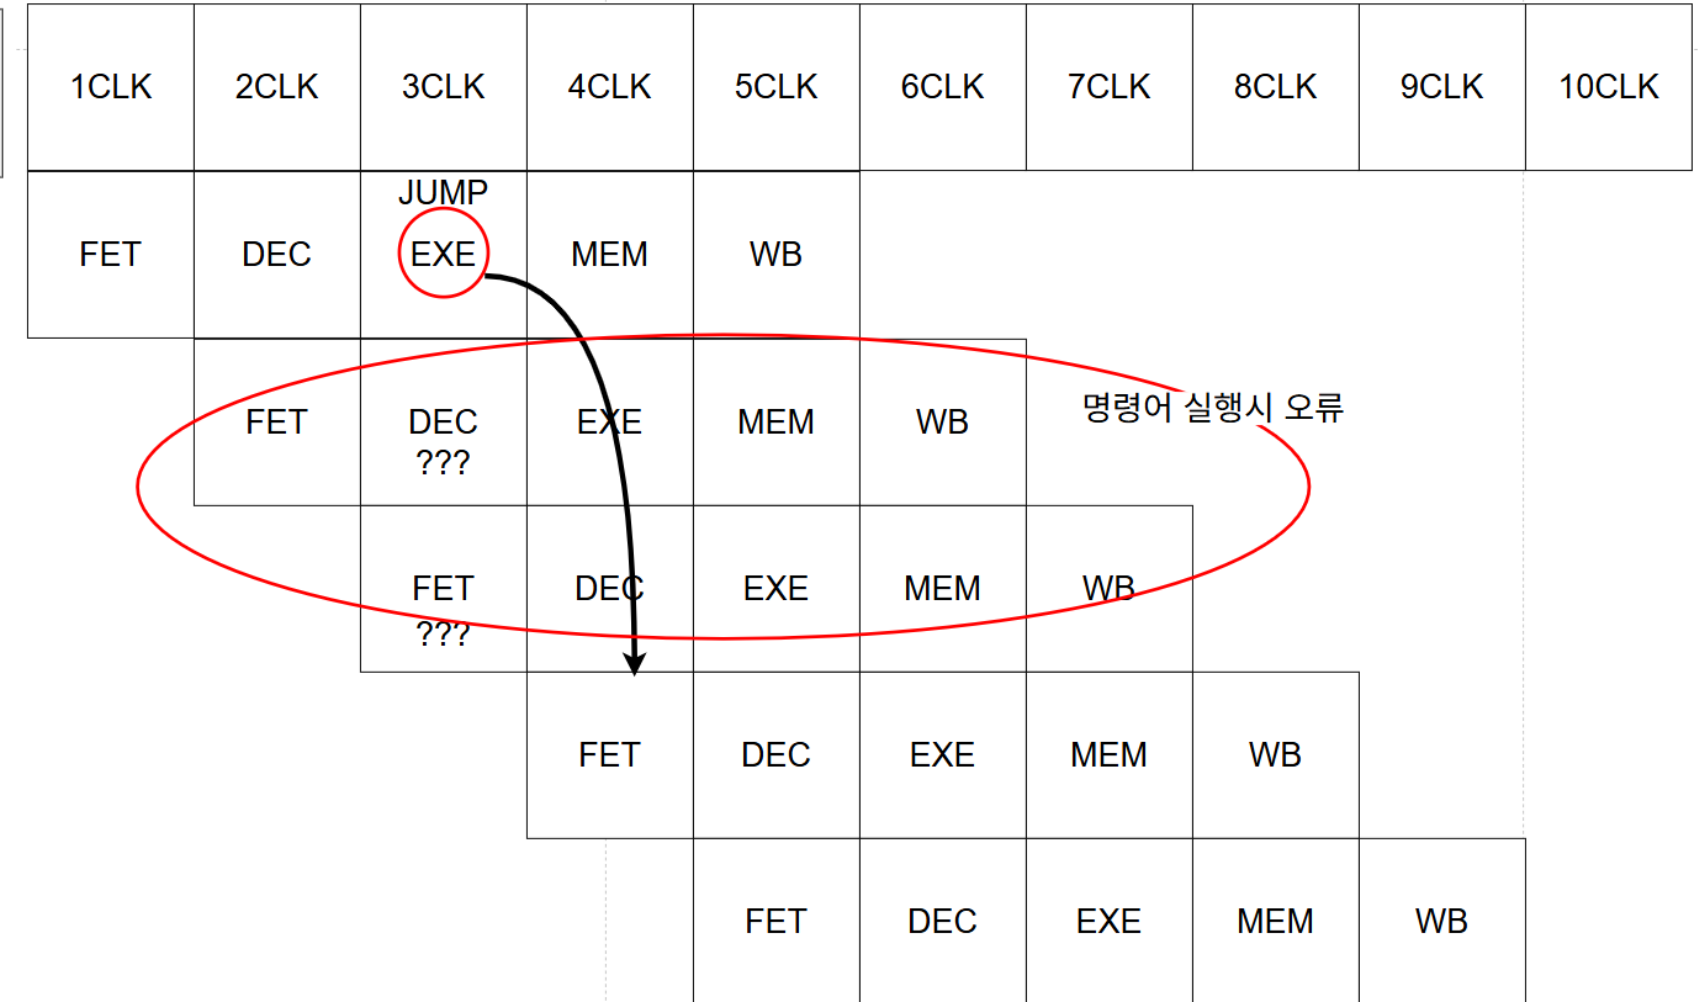 1CLK 2CLK 3CLK 4CLK 5CLK 6CLK 7CLK 8CLK 9CLK 10CLK
JUMP
FET DEC EXE MEM WB
명령어 실행시 오류
FET DEC EXE MEM WB
???
FET DEC EXE MEM WB
???
FET DEC EXE MEM WB
FET DEC EXE MEM WB